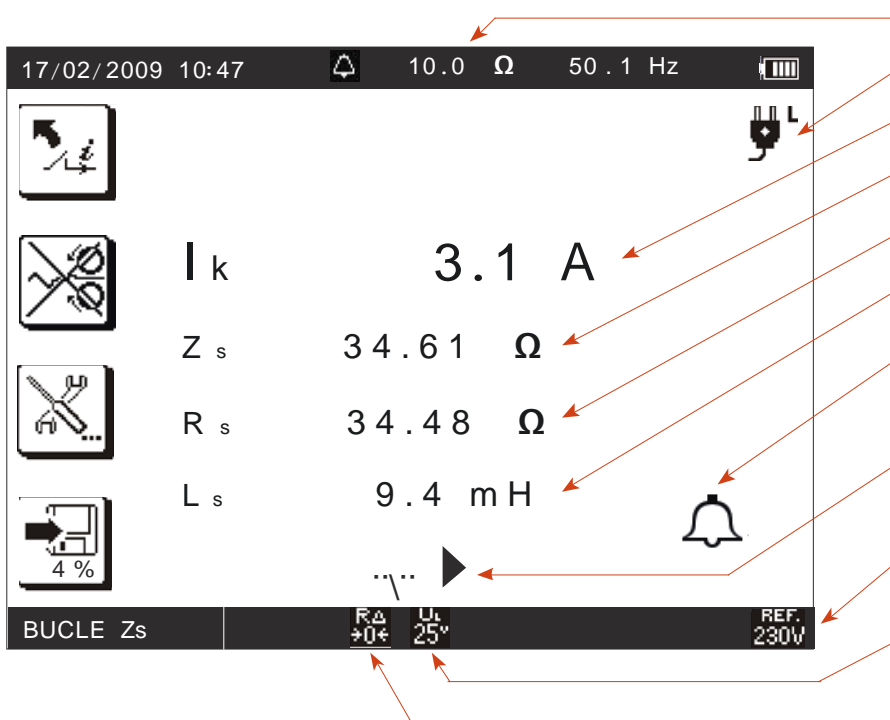 17/02/2009 10:47 10.0 Ω 50.1 Hz
L
i
Ik 3.1 A
Zs 34.61 Ω
Rs 34.48 Ω
...
Ls 9.4 mH
4 %
BUCLE Zs RΔ →0← UL 25V REF. 230V